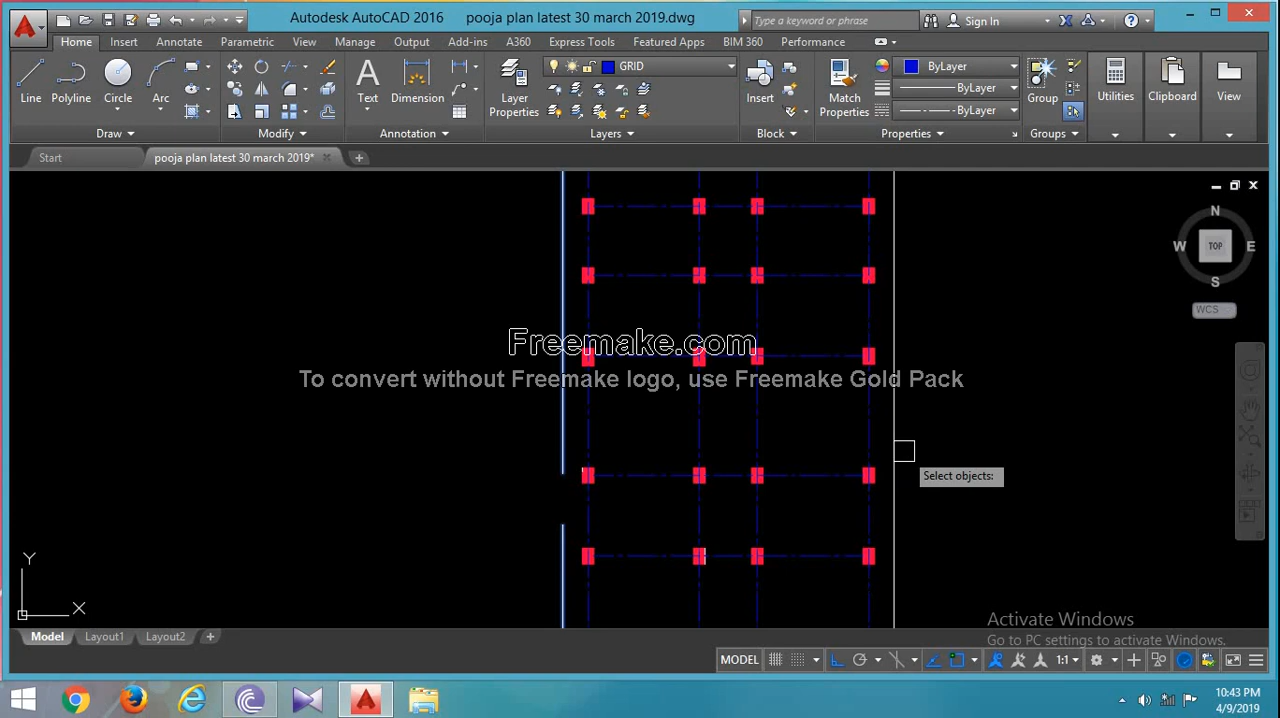 Autodesk AutoCAD 2016 pooja plan latest 30 march 2019.dwg Type a keyword or phrase Sign In
Home Insert Annotate Parametric View Manage Output Add-ins A360 Express Tools Featured Apps BIM 360 Performance
GRID ByLayer
ByLayer
ByLayer
Line Polyline Circle Arc Text Dimension Layer Properties Insert Match Properties Group Utilities Clipboard View
Draw Modify Annotation Layers Block Properties Groups
Start pooja plan latest 30 march 2019*
N
W TOP E
S
WCS
Freemake.com
To convert without Freemake logo, use Freemake Gold Pack
Select objects:
Y
X
Activate Windows
Go to PC settings to activate Windows.
Model Layout1 Layout2
MODEL 1:1
10:43 PM
4/9/2019